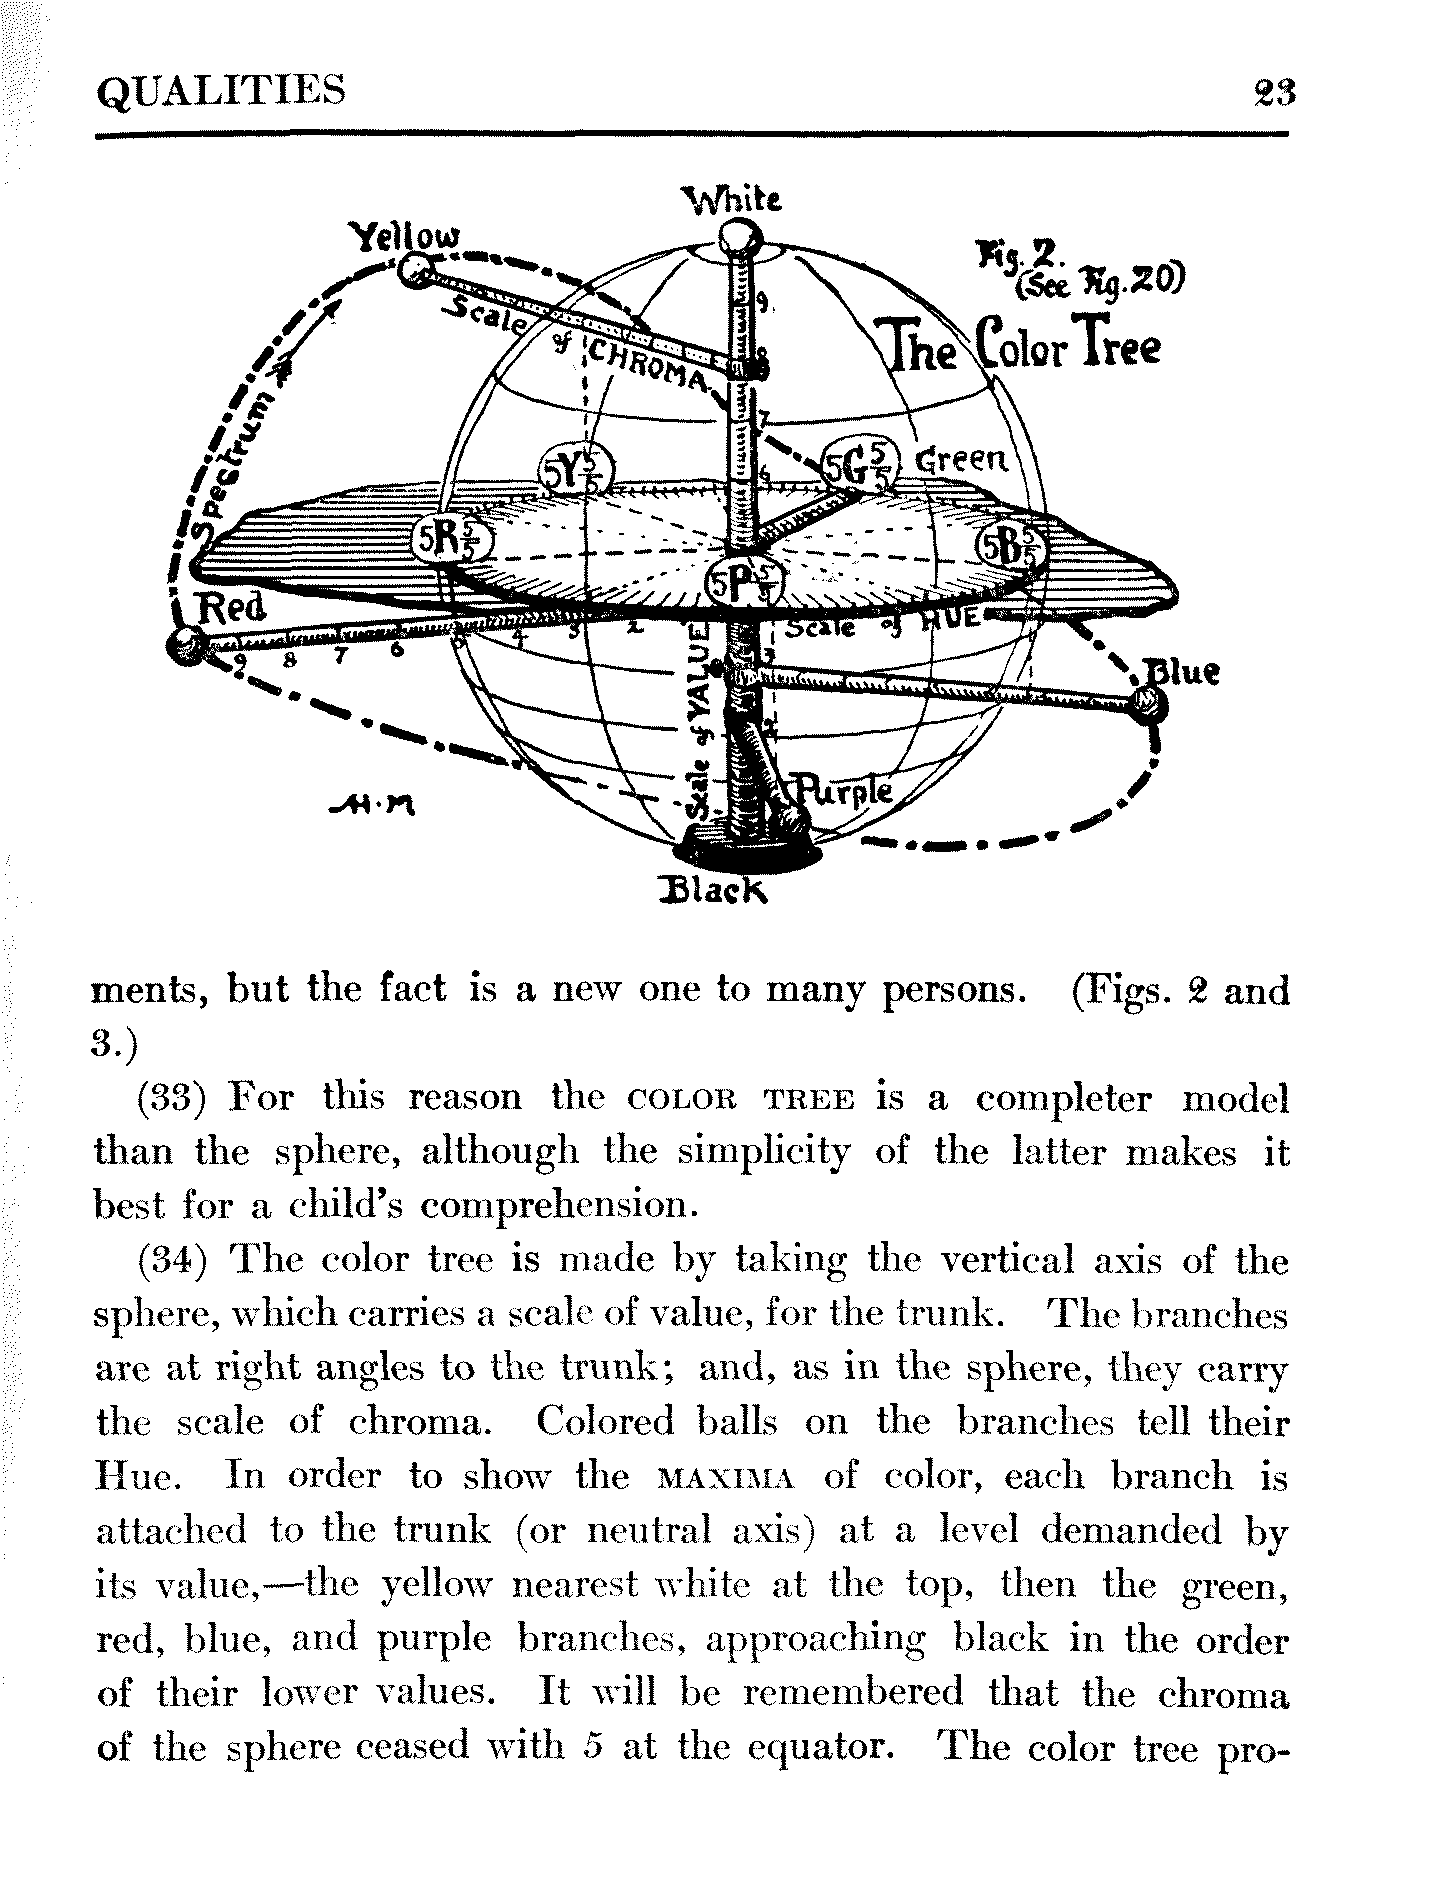 QUALITIES 23
White
Yellow
Fig. 2.
(See Fig. 20)
The Color Tree
Scale of CHROMA
Spectrum
9
8
7
6
5Y 5/5
5G 5/5
Green
5R 5/5
5B 5/5
5P 5/5
Red
9 8 7 6 5 4 3 2
Scale of HUE
Scale of VALUE
3
2
Blue
Purple
A·H·M
Black
ments, but the fact is a new one to many persons. (Figs. 2 and
3.)
(33) For this reason the COLOR TREE is a completer model
than the sphere, although the simplicity of the latter makes it
best for a child's comprehension.
(34) The color tree is made by taking the vertical axis of the
sphere, which carries a scale of value, for the trunk. The branches
are at right angles to the trunk; and, as in the sphere, they carry
the scale of chroma. Colored balls on the branches tell their
Hue. In order to show the MAXIMA of color, each branch is
attached to the trunk (or neutral axis) at a level demanded by
its value,—the yellow nearest white at the top, then the green,
red, blue, and purple branches, approaching black in the order
of their lower values. It will be remembered that the chroma
of the sphere ceased with 5 at the equator. The color tree pro-